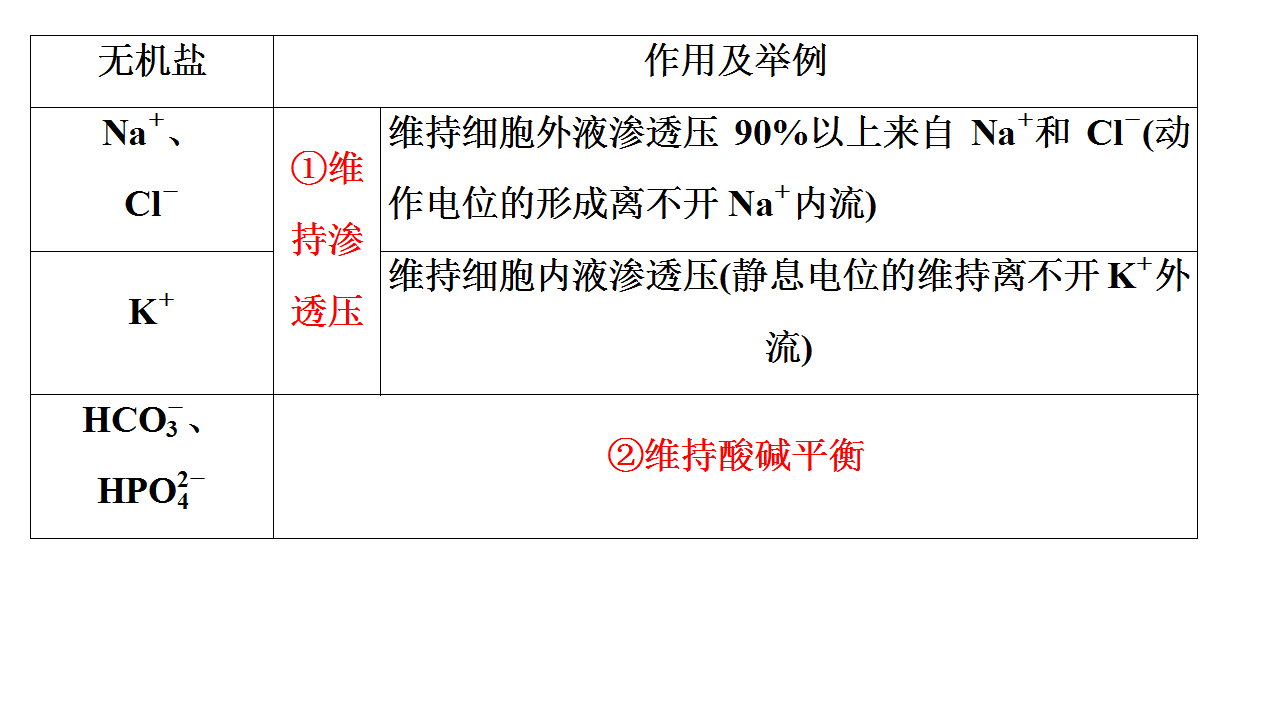 无机盐
作用及举例
Na⁺、
Cl⁻
①维
持渗
透压
维持细胞外液渗透压 90%以上来自 Na⁺和 Cl⁻(动
作电位的形成离不开 Na⁺内流)
K⁺
维持细胞内液渗透压(静息电位的维持离不开 K⁺外
流)
HCO₃⁻、
HPO₄²⁻
②维持酸碱平衡